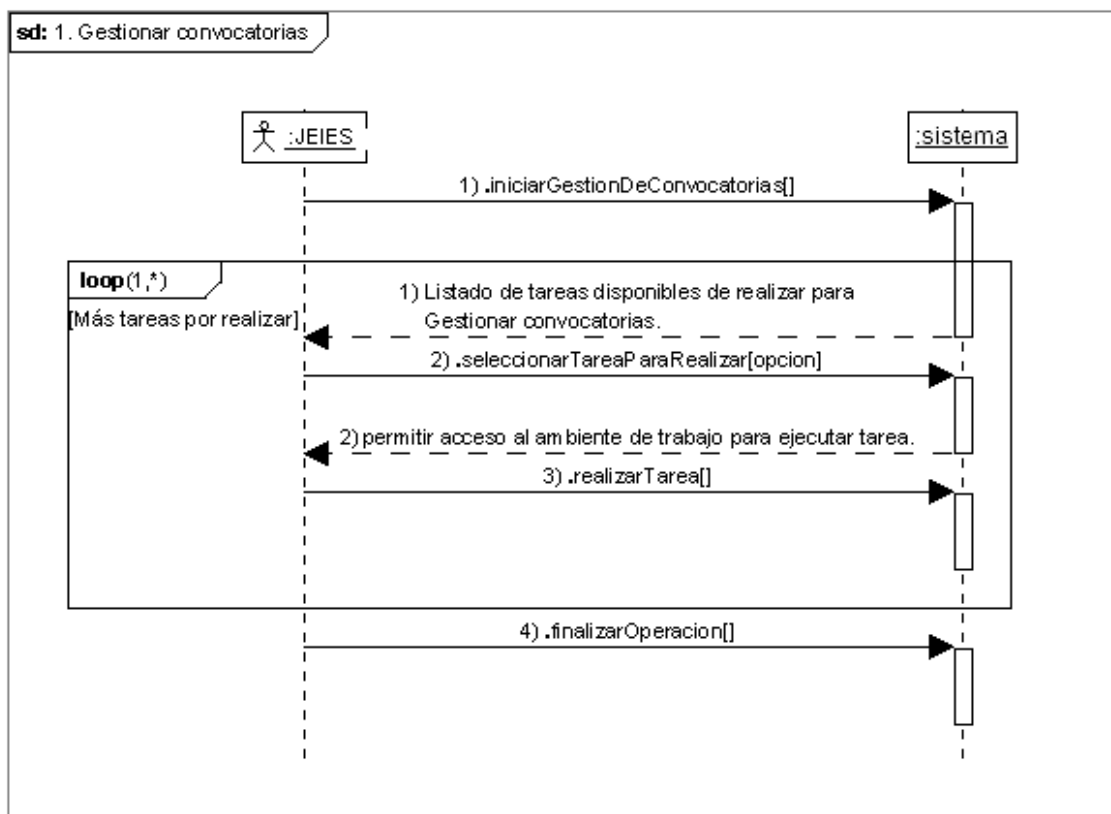 sd: 1. Gestionar convocatorias
:JEIES
:sistema
1) .iniciarGestionDeConvocatorias[]
loop(1,*)
[Más tareas por realizar]
1) Listado de tareas disponibles de realizar para
Gestionar convocatorias.
2) .seleccionarTareaParaRealizar[opcion]
2) permitir acceso al ambiente de trabajo para ejecutar tarea.
3) .realizarTarea[]
4) .finalizarOperacion[]